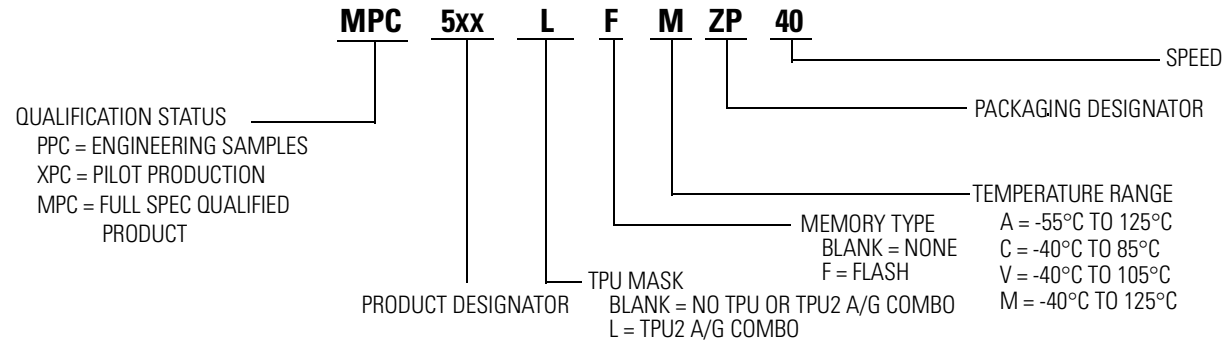 MPC 5xx L F M ZP 40
SPEED
PACKAGING DESIGNATOR
QUALIFICATION STATUS
PPC = ENGINEERING SAMPLES
XPC = PILOT PRODUCTION
MPC = FULL SPEC QUALIFIED
PRODUCT
TEMPERATURE RANGE
A = -55°C TO 125°C
C = -40°C TO 85°C
V = -40°C TO 105°C
M = -40°C TO 125°C
MEMORY TYPE
BLANK = NONE
F = FLASH
TPU MASK
BLANK = NO TPU OR TPU2 A/G COMBO
L = TPU2 A/G COMBO
PRODUCT DESIGNATOR